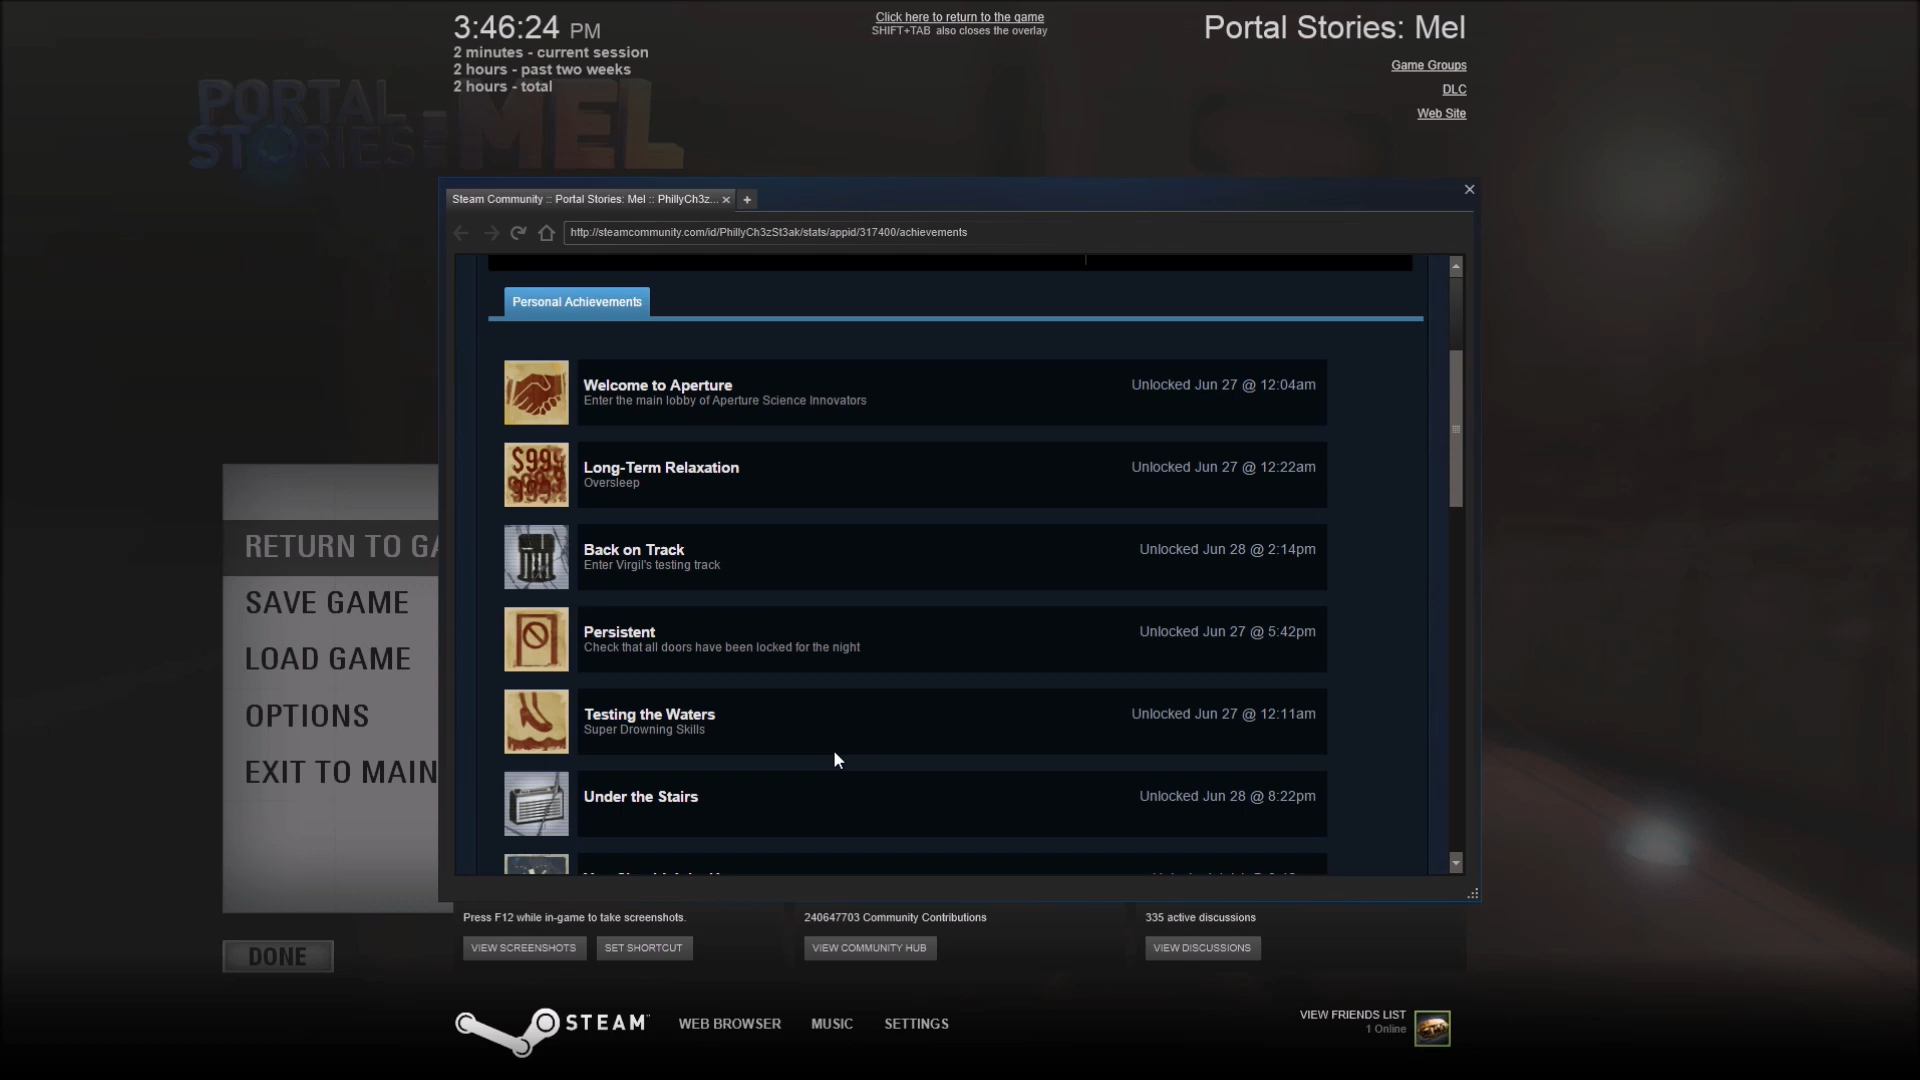 3:46:24 PM
2 minutes - current session
2 hours - past two weeks
2 hours - total
Click here to return to the game
SHIFT+TAB also closes the overlay
Portal Stories: Mel
Game Groups
DLC
Web Site
PORTAL
STORIES: MEL
Steam Community :: Portal Stories: Mel :: PhillyCh3z...
http://steamcommunity.com/id/PhillyCh3zSt3ak/stats/appid/317400/achievements
Personal Achievements
Welcome to Aperture
Enter the main lobby of Aperture Science Innovators
Unlocked Jun 27 @ 12:04am
Long-Term Relaxation
Oversleep
Unlocked Jun 27 @ 12:22am
Back on Track
Enter Virgil's testing track
Unlocked Jun 28 @ 2:14pm
Persistent
Check that all doors have been locked for the night
Unlocked Jun 27 @ 5:42pm
Testing the Waters
Super Drowning Skills
Unlocked Jun 27 @ 12:11am
Under the Stairs
Unlocked Jun 28 @ 8:22pm
RETURN TO GA
SAVE GAME
LOAD GAME
OPTIONS
EXIT TO MAIN
DONE
Press F12 while in-game to take screenshots.
VIEW SCREENSHOTS
SET SHORTCUT
240647703 Community Contributions
VIEW COMMUNITY HUB
335 active discussions
VIEW DISCUSSIONS
STEAM
WEB BROWSER
MUSIC
SETTINGS
VIEW FRIENDS LIST
1 Online